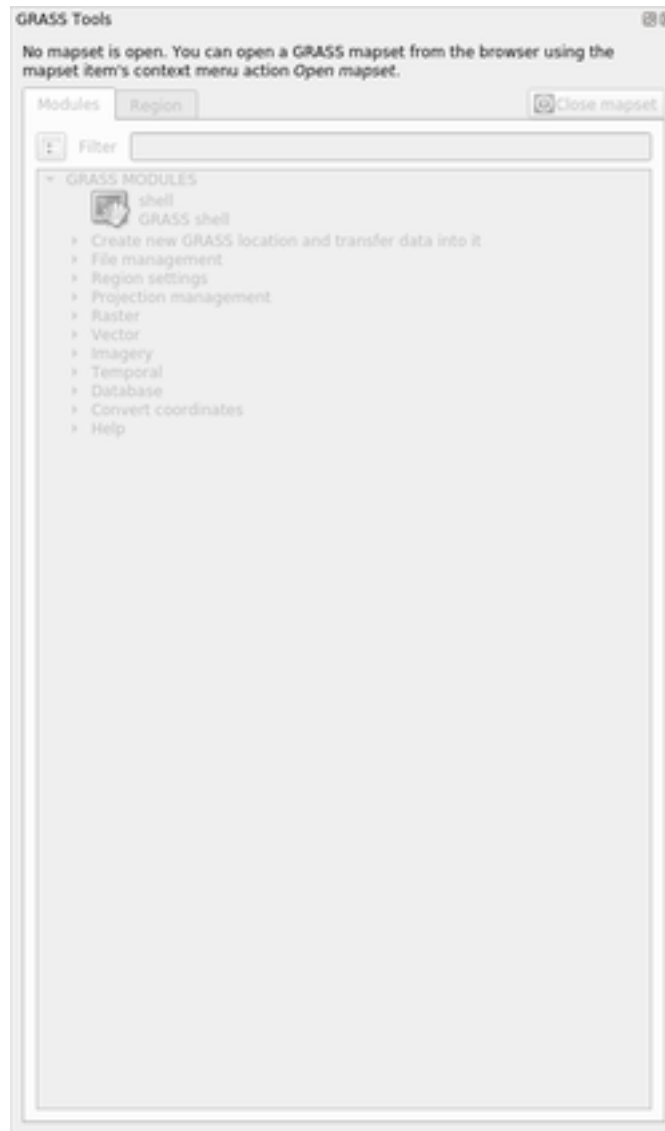 GRASS Tools
No mapset is open. You can open a GRASS mapset from the browser using the
mapset item's context menu action Open mapset.
Modules Region Close mapset
Filter
GRASS MODULES
shell
GRASS shell
Create new GRASS location and transfer data into it
File management
Region settings
Projection management
Raster
Vector
Imagery
Temporal
Database
Convert coordinates
Help